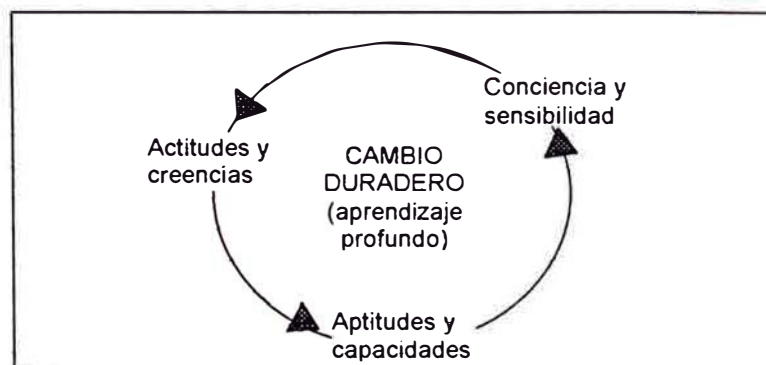 Conciencia y
sensibilidad
Actitudes y
creencias
CAMBIO
DURADERO
(aprendizaje
profundo)
Aptitudes y
capacidades